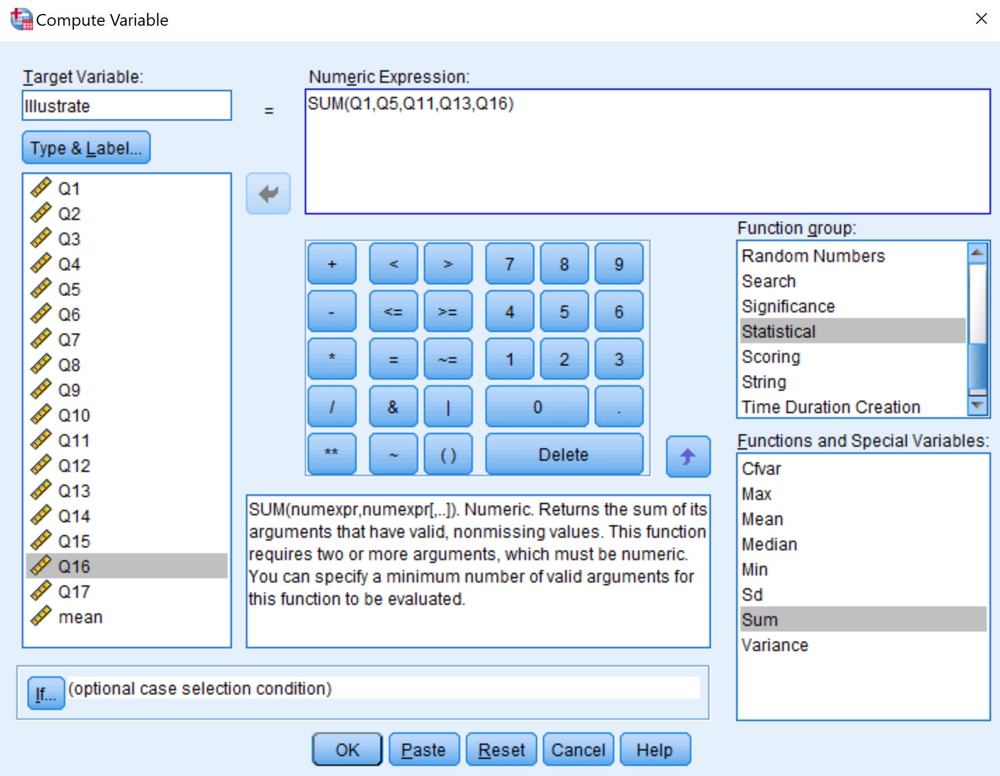 Compute Variable
Target Variable:
Illustrate
=
Numeric Expression:
SUM(Q1,Q5,Q11,Q13,Q16)
Type & Label...
Q1
Q2
Q3
Q4
Q5
Q6
Q7
Q8
Q9
Q10
Q11
Q12
Q13
Q14
Q15
Q16
Q17
mean
+ < > 7 8 9
- <= >= 4 5 6
* = ~= 1 2 3
/ & | 0 .
** ~ ( ) Delete
Function group:
Random Numbers
Search
Significance
Statistical
Scoring
String
Time Duration Creation
Functions and Special Variables:
Cfvar
Max
Mean
Median
Min
Sd
Sum
Variance
SUM(numexpr,numexpr[,..]). Numeric. Returns the sum of its
arguments that have valid, nonmissing values. This function
requires two or more arguments, which must be numeric.
You can specify a minimum number of valid arguments for
this function to be evaluated.
If... (optional case selection condition)
OK Paste Reset Cancel Help